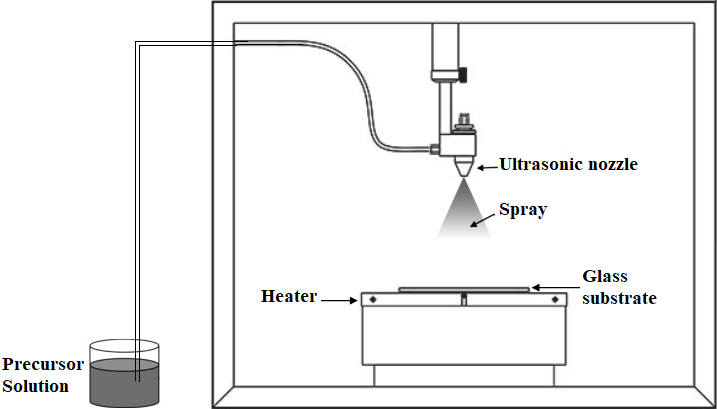 Ultrasonic nozzle
Spray
Glass
substrate
Heater
Precursor
Solution